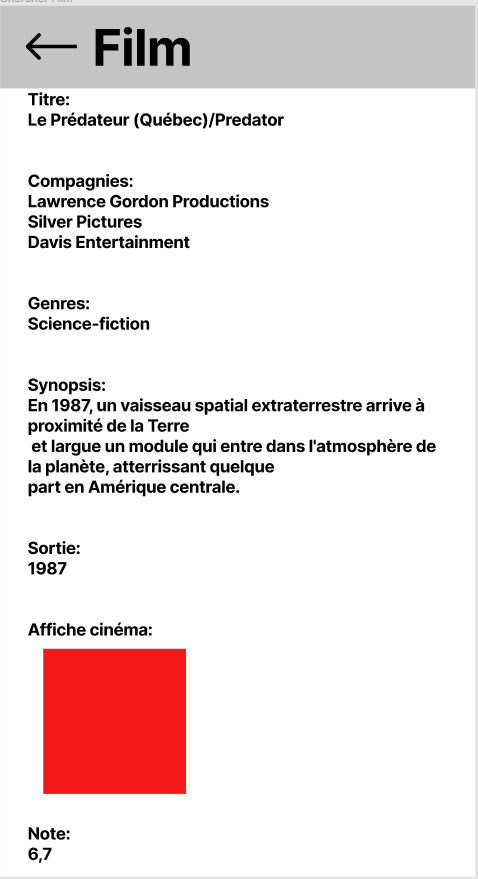 Chercher Film
Film
Titre:
Le Prédateur (Québec)/Predator
Compagnies:
Lawrence Gordon Productions
Silver Pictures
Davis Entertainment
Genres:
Science-fiction
Synopsis:
En 1987, un vaisseau spatial extraterrestre arrive à
proximité de la Terre
et largue un module qui entre dans l'atmosphère de
la planète, atterrissant quelque
part en Amérique centrale.
Sortie:
1987
Affiche cinéma:
Note:
6,7